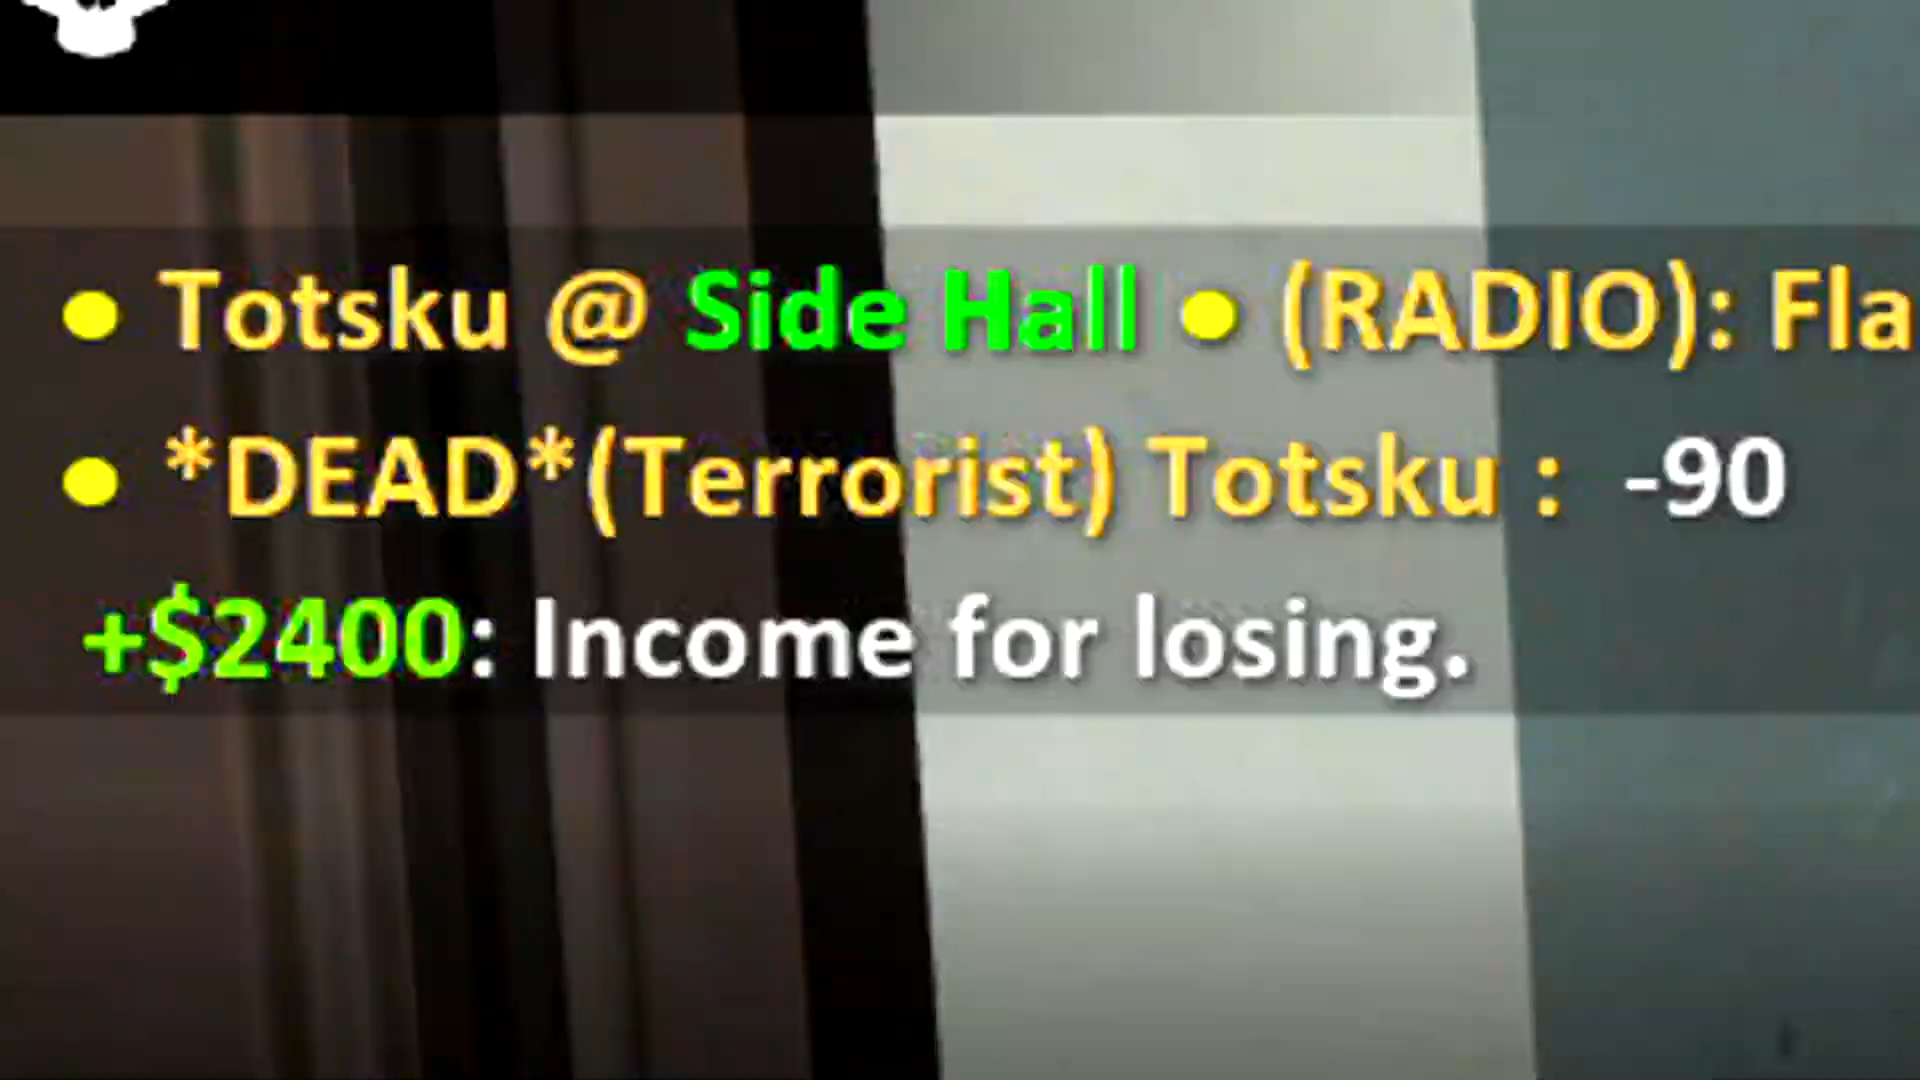 ● Totsku @ Side Hall ● (RADIO): Fla
● *DEAD*(Terrorist) Totsku : -90
+$2400: Income for losing.